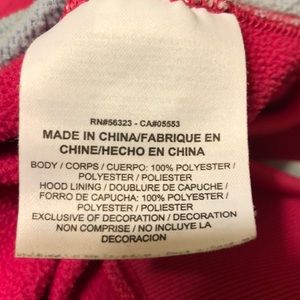 RN#56323 - CA#05553
MADE IN CHINA/FABRIQUE EN
CHINE/HECHO EN CHINA
BODY / CORPS / CUERPO: 100% POLYESTER /
POLYESTER / POLIESTER
HOOD LINING / DOUBLURE DE CAPUCHE /
FORRO DE CAPUCHA: 100% POLYESTER /
POLYESTER / POLIESTER
EXCLUSIVE OF DECORATION / DECORATION
NON COMPRISE / NO INCLUYE LA
DECORACION